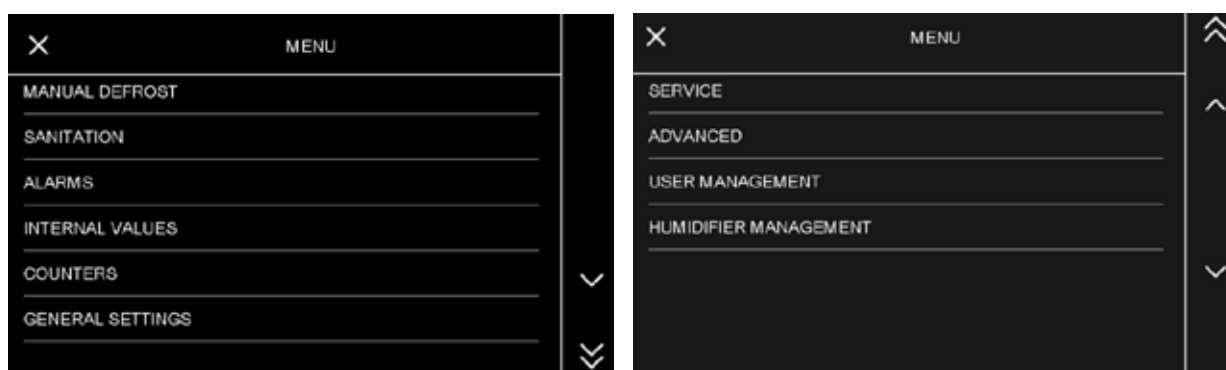 MENU
MANUAL DEFROST
SANITATION
ALARMS
INTERNAL VALUES
COUNTERS
GENERAL SETTINGS
MENU
SERVICE
ADVANCED
USER MANAGEMENT
HUMIDIFIER MANAGEMENT